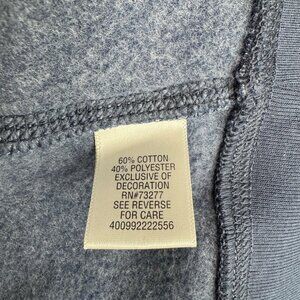 60% COTTON
40% POLYESTER
EXCLUSIVE OF
DECORATION
RN#73277
SEE REVERSE
FOR CARE
400992222556